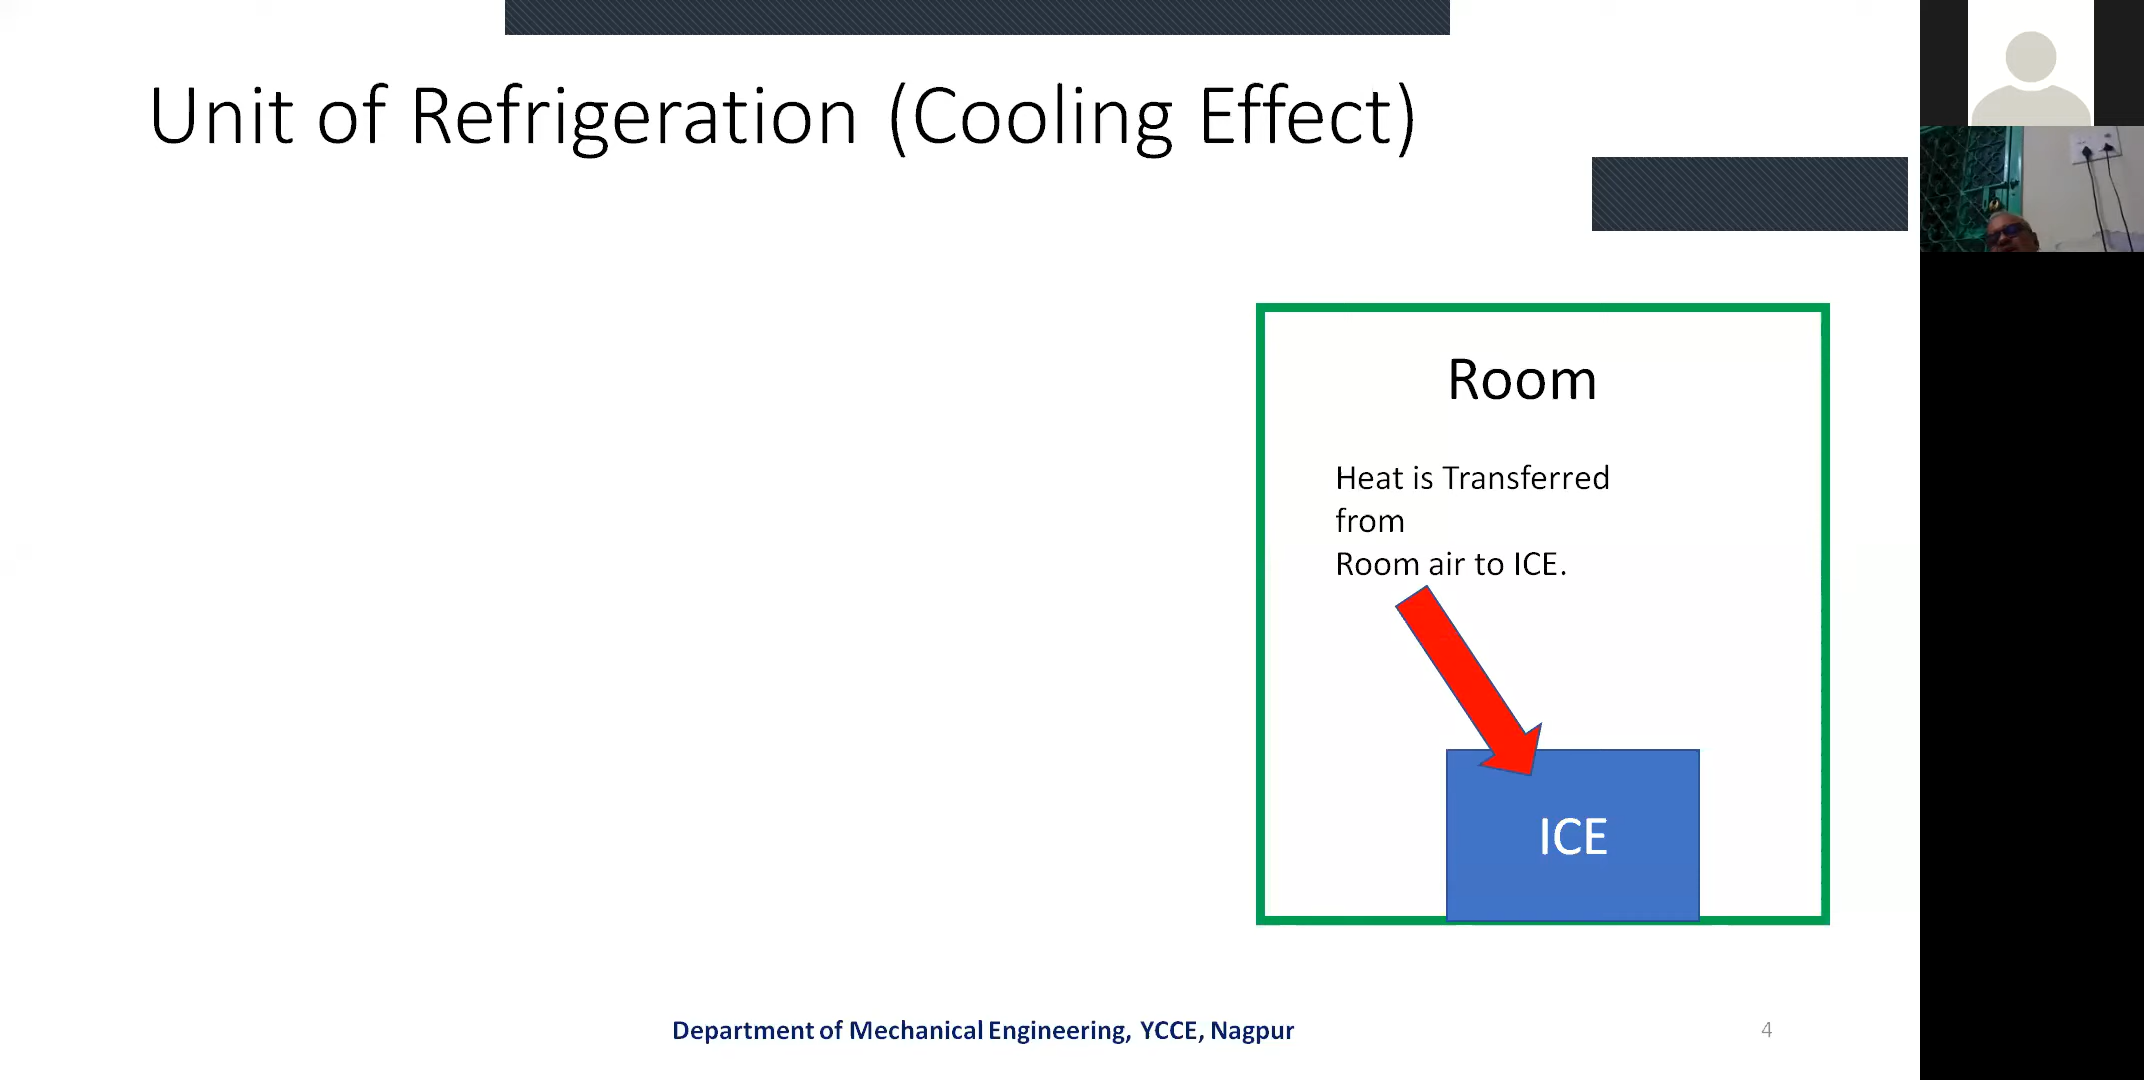 Unit of Refrigeration (Cooling Effect)
Room
Heat is Transferred
from
Room air to ICE.
ICE
Department of Mechanical Engineering, YCCE, Nagpur
4